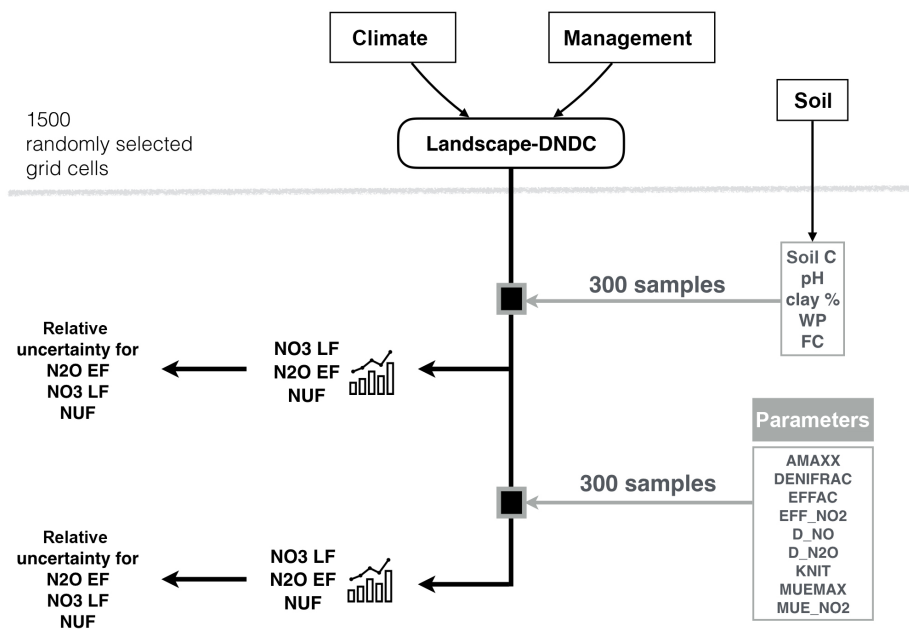 Climate
Management
Soil
1500
randomly selected
grid cells
Landscape-DNDC
Soil C
pH
clay %
WP
FC
300 samples
Relative
uncertainty for
N2O EF
NO3 LF
NUF
NO3 LF
N2O EF
NUF
Parameters
AMAXX
DENIFRAC
EFFAC
EFF_NO2
D_NO
D_N2O
KNIT
MUEMAX
MUE_NO2
300 samples
Relative
uncertainty for
N2O EF
NO3 LF
NUF
NO3 LF
N2O EF
NUF